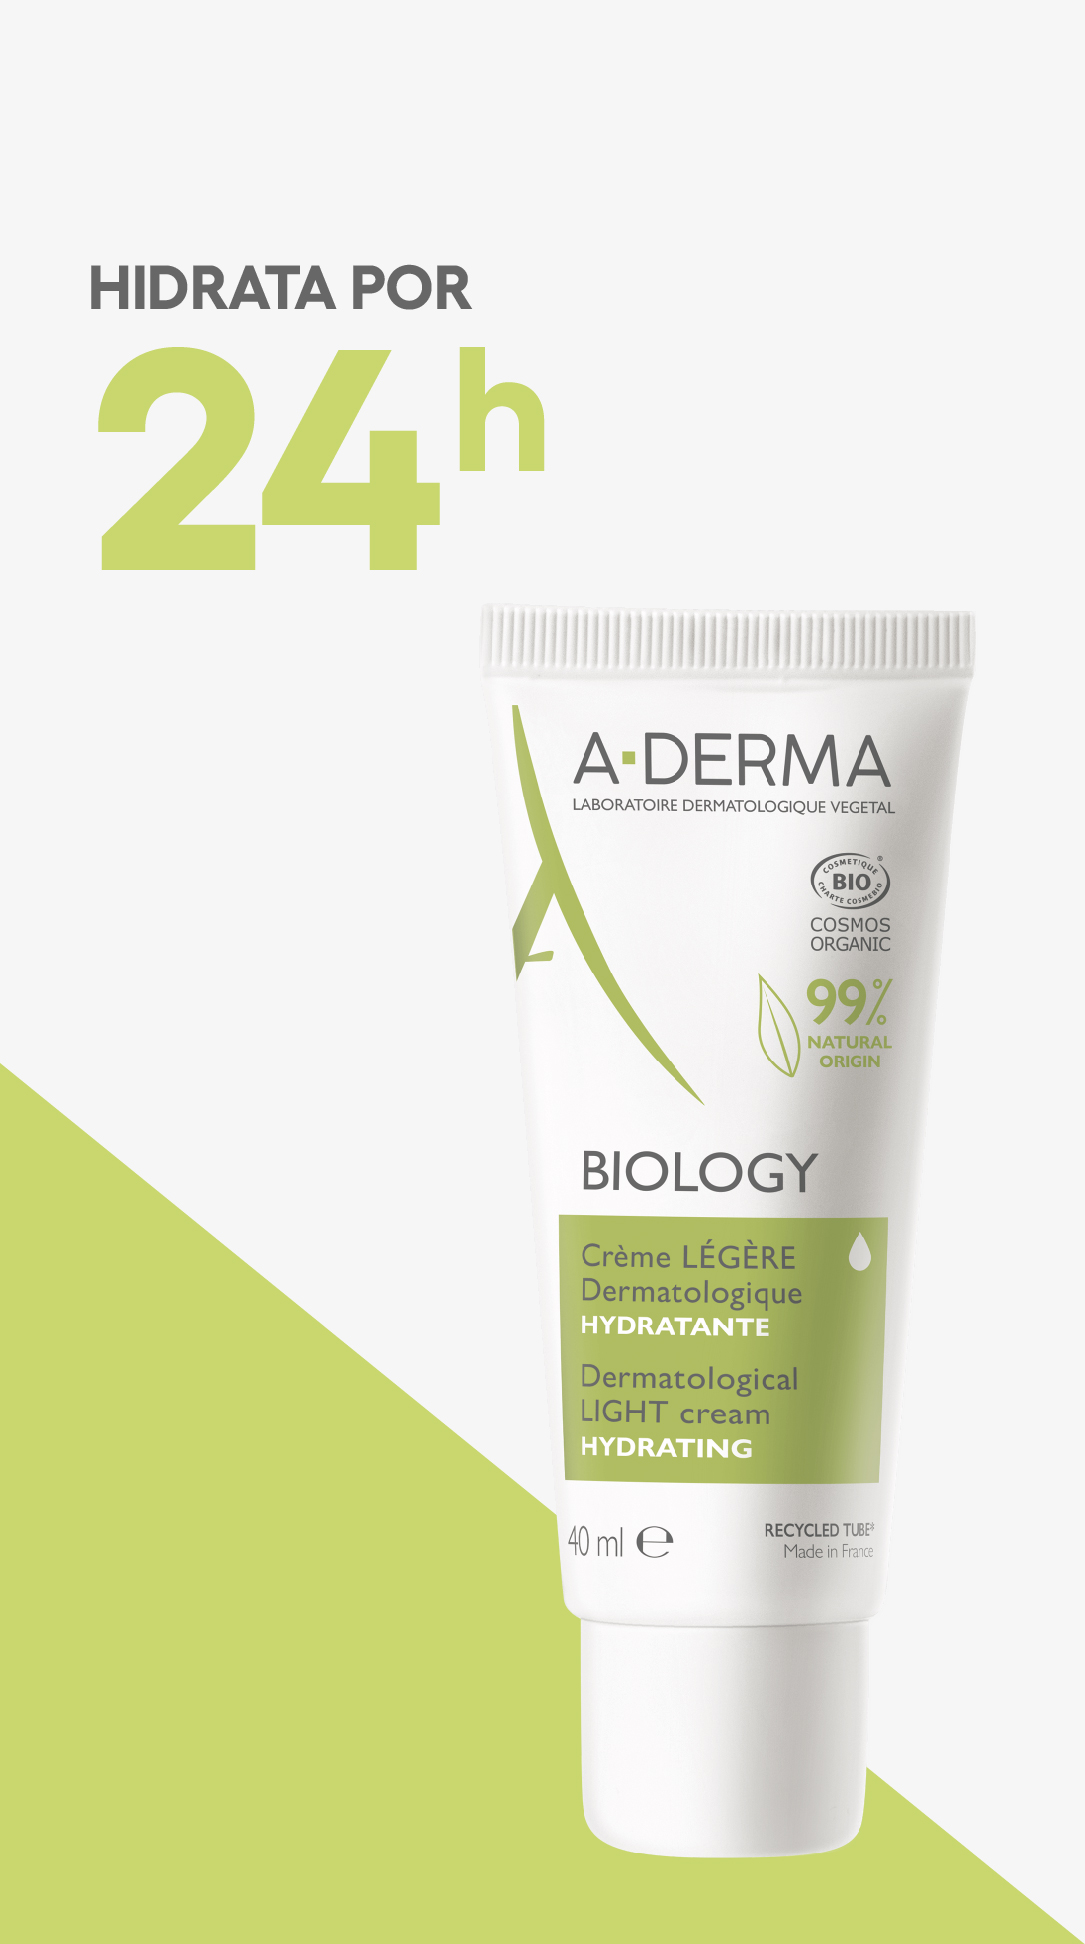 HIDRATA POR
24h
A·DERMA
LABORATOIRE DERMATOLOGIQUE VEGETAL
COSMETIQUE ®
BIO
CHARTE COSMEBIO
COSMOS
ORGANIC
99%
NATURAL
ORIGIN
BIOLOGY
Crème LÉGÈRE
Dermatologique
HYDRATANTE
Dermatological
LIGHT cream
HYDRATING
40 ml ℮
RECYCLED TUBE*
Made in France